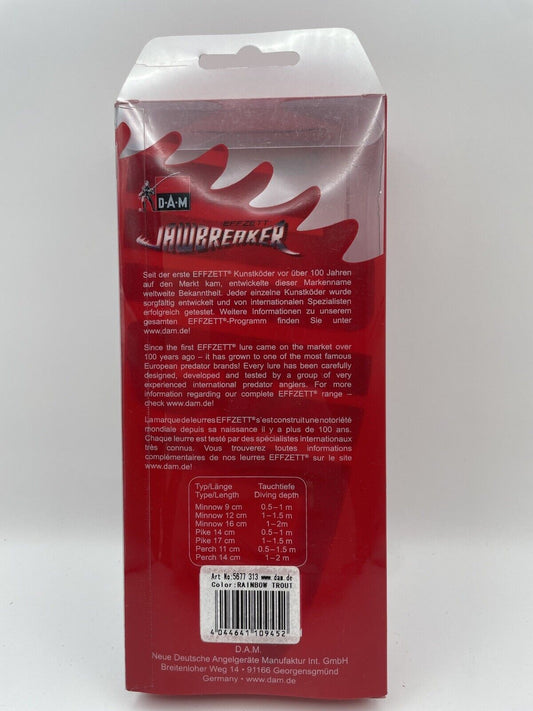 D·A·M
EFFZETT
JAWBREAKER
Seit der erste EFFZETT® Kunstköder vor über 100 Jahren
auf den Markt kam, entwickelte dieser Markenname
weltweite Bekanntheit. Jeder einzelne Kunstköder wurde
sorgfältig entwickelt und von internationalen Spezialisten
erfolgreich getestet. Weitere Informationen zu unserem
gesamten EFFZETT®-Programm finden Sie unter
www.dam.de!
Since the first EFFZETT® lure came on the market over
100 years ago – it has grown to one of the most famous
European predator brands! Every lure has been carefully
designed, developed and tested by a group of very
experienced international predator anglers. For more
information regarding our complete EFFZETT® range –
check www.dam.de!
La marque de leurres EFFZETT® s'est construit une notoriété
mondiale depuis sa naissance il y a plus de 100 ans.
Chaque leurre est testé par des spécialistes internationaux
très connus. Vous trouverez toutes informations
complémentaires de nos leurres EFFZETT® sur le site
www.dam.de!
Typ/Länge Tauchtiefe
Type/Length Diving depth
Minnow 9 cm 0.5–1 m
Minnow 12 cm 1–1.5 m
Minnow 16 cm 1–2m
Pike 14 cm 0.5–1 m
Pike 17 cm 1–1.5 m
Perch 11 cm 0.5–1.5 m
Perch 14 cm 1–2 m
Art No:5677 313 www.dam.de
Color:RAINBOW TROUT
4 044641 109452
D.A.M.
Neue Deutsche Angelgeräte Manufaktur Int. GmbH
Breitenloher Weg 14 • 91166 Georgensgmünd
Germany • www.dam.de